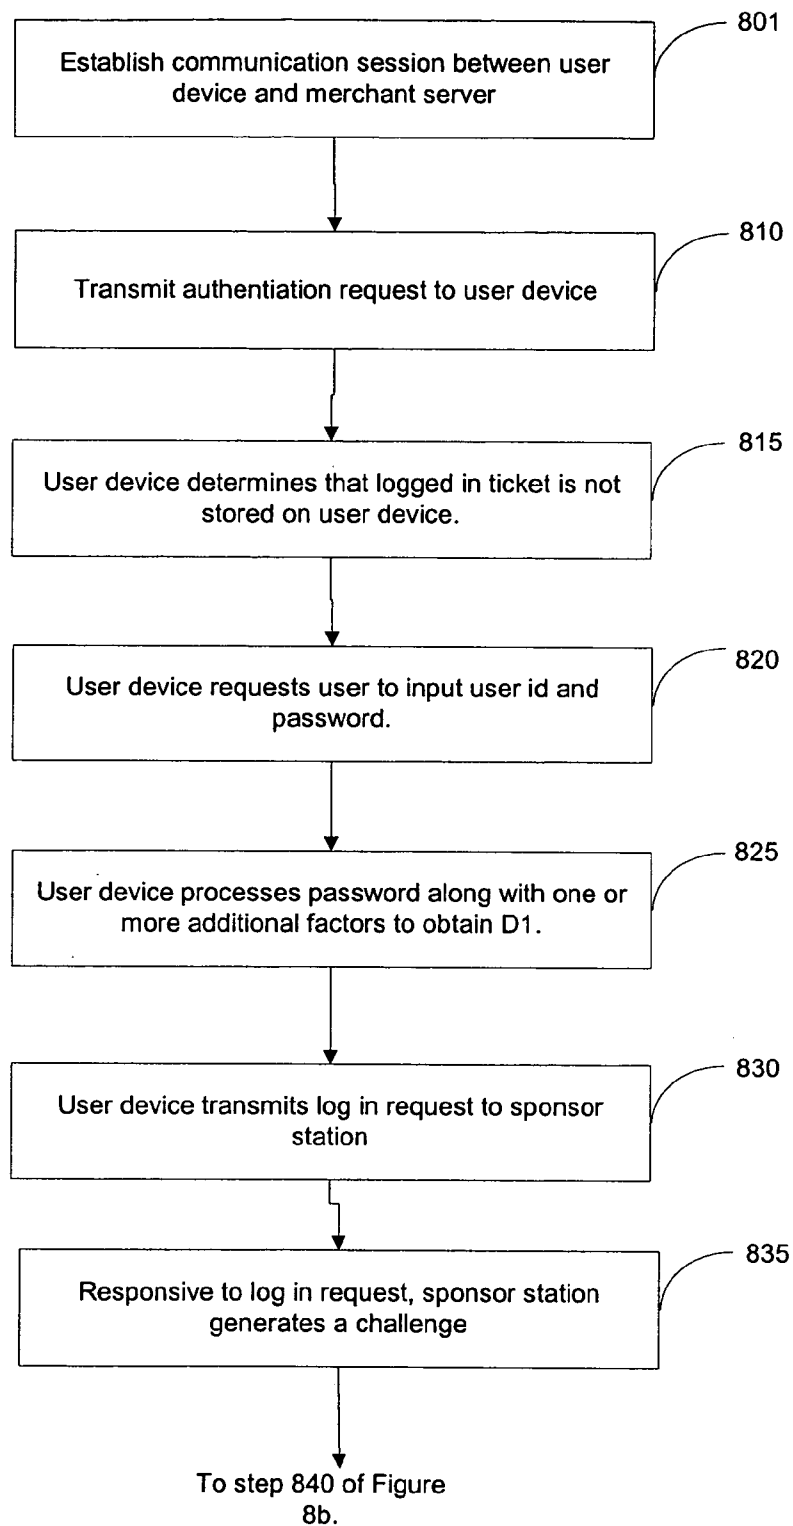 801
Establish communication session between user
device and merchant server
810
Transmit authentiation request to user device
815
User device determines that logged in ticket is not
stored on user device.
820
User device requests user to input user id and
password.
825
User device processes password along with one or
more additional factors to obtain D1.
830
User device transmits log in request to sponsor
station
835
Responsive to log in request, sponsor station
generates a challenge
To step 840 of Figure
8b.